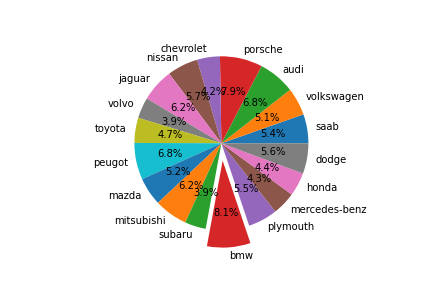 saab
5.4%
volkswagen
5.1%
audi
6.8%
porsche
7.9%
chevrolet
4.2%
nissan
5.7%
jaguar
6.2%
volvo
3.9%
toyota
4.7%
peugot
6.8%
mazda
5.2%
mitsubishi
6.2%
subaru
3.9%
bmw
8.1%
plymouth
5.5%
mercedes-benz
4.3%
honda
4.4%
dodge
5.6%